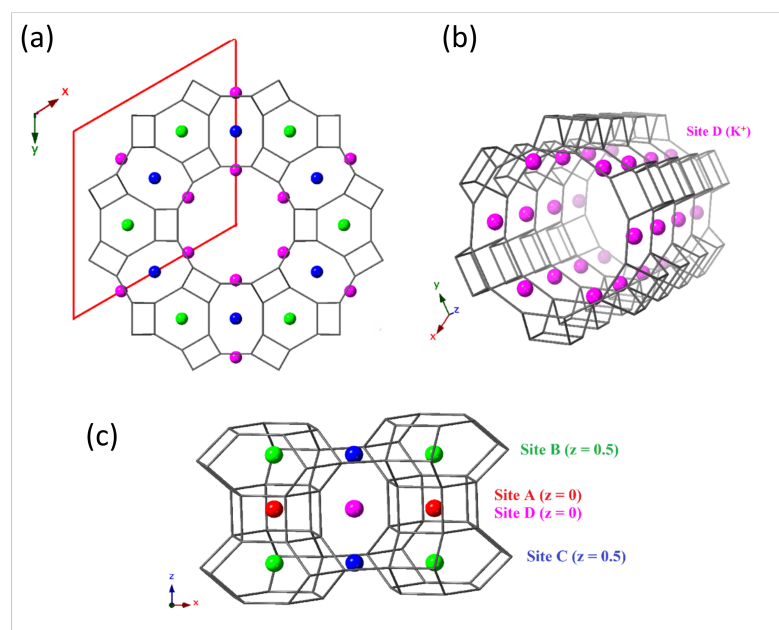 (a)
x
y
(b)
Site D (K⁺)
y
z
x
(c)
Site B (z = 0.5)
Site A (z = 0)
Site D (z = 0)
Site C (z = 0.5)
z
x